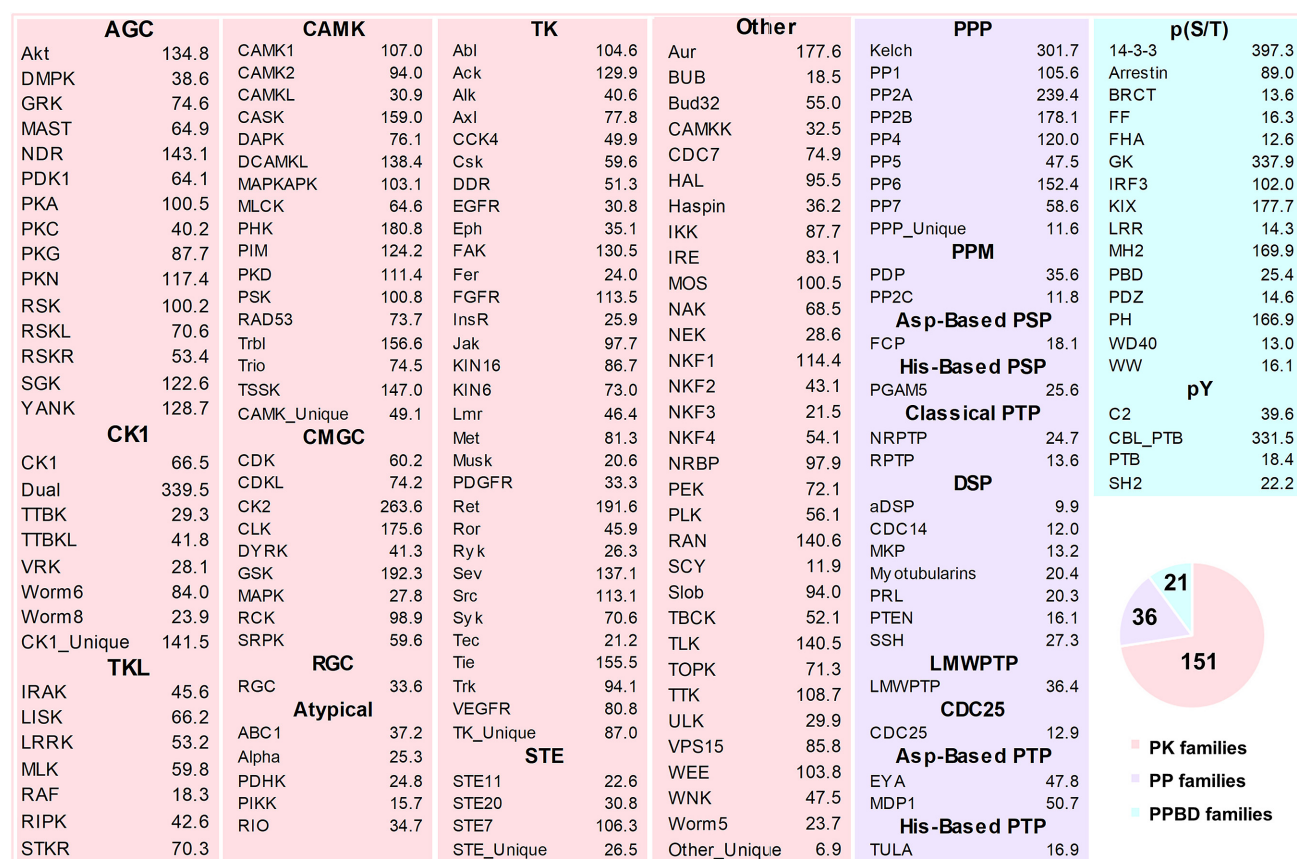 AGC
Akt 134.8
DMPK 38.6
GRK 74.6
MAST 64.9
NDR 143.1
PDK1 64.1
PKA 100.5
PKC 40.2
PKG 87.7
PKN 117.4
RSK 100.2
RSKL 70.6
RSKR 53.4
SGK 122.6
YANK 128.7
CK1
CK1 66.5
Dual 339.5
TTBK 29.3
TTBKL 41.8
VRK 28.1
Worm6 84.0
Worm8 23.9
CK1_Unique 141.5
TKL
IRAK 45.6
LISK 66.2
LRRK 53.2
MLK 59.8
RAF 18.3
RIPK 42.6
STKR 70.3
CAMK
CAMK1 107.0
CAMK2 94.0
CAMKL 30.9
CASK 159.0
DAPK 76.1
DCAMKL 138.4
MAPKAPK 103.1
MLCK 64.6
PHK 180.8
PIM 124.2
PKD 111.4
PSK 100.8
RAD53 73.7
Trbl 156.6
Trio 74.5
TSSK 147.0
CAMK_Unique 49.1
CMGC
CDK 60.2
CDKL 74.2
CK2 263.6
CLK 175.6
DYRK 41.3
GSK 192.3
MAPK 27.8
RCK 98.9
SRPK 59.6
RGC
RGC 33.6
Atypical
ABC1 37.2
Alpha 25.3
PDHK 24.8
PIKK 15.7
RIO 34.7
TK
Abl 104.6
Ack 129.9
Alk 40.6
Axl 77.8
CCK4 49.9
Csk 59.6
DDR 51.3
EGFR 30.8
Eph 35.1
FAK 130.5
Fer 24.0
FGFR 113.5
InsR 25.9
Jak 97.7
KIN16 86.7
KIN6 73.0
Lmr 46.4
Met 81.3
Musk 20.6
PDGFR 33.3
Ret 191.6
Ror 45.9
Ryk 26.3
Sev 137.1
Src 113.1
Syk 70.6
Tec 21.2
Tie 155.5
Trk 94.1
VEGFR 80.8
TK_Unique 87.0
STE
STE11 22.6
STE20 30.8
STE7 106.3
STE_Unique 26.5
Other
Aur 177.6
BUB 18.5
Bud32 55.0
CAMKK 32.5
CDC7 74.9
HAL 95.5
Haspin 36.2
IKK 87.7
IRE 83.1
MOS 100.5
NAK 68.5
NEK 28.6
NKF1 114.4
NKF2 43.1
NKF3 21.5
NKF4 54.1
NRBP 97.9
PEK 72.1
PLK 56.1
RAN 140.6
SCY 11.9
Slob 94.0
TBCK 52.1
TLK 140.5
TOPK 71.3
TTK 108.7
ULK 29.9
VPS15 85.8
WEE 103.8
WNK 47.5
Worm5 23.7
Other_Unique 6.9
PPP
Kelch 301.7
PP1 105.6
PP2A 239.4
PP2B 178.1
PP4 120.0
PP5 47.5
PP6 152.4
PP7 58.6
PPP_Unique 11.6
PPM
PDP 35.6
PP2C 11.8
Asp-Based PSP
FCP 18.1
His-Based PSP
PGAM5 25.6
Classical PTP
NRPTP 24.7
RPTP 13.6
DSP
aDSP 9.9
CDC14 12.0
MKP 13.2
Myotubularins 20.4
PRL 20.3
PTEN 16.1
SSH 27.3
LMWPTP
LMWPTP 36.4
CDC25
CDC25 12.9
Asp-Based PTP
EYA 47.8
MDP1 50.7
His-Based PTP
TULA 16.9
p(S/T)
14-3-3 397.3
Arrestin 89.0
BRCT 13.6
FF 16.3
FHA 12.6
GK 337.9
IRF3 102.0
KIX 177.7
LRR 14.3
MH2 169.9
PBD 25.4
PDZ 14.6
PH 166.9
WD40 13.0
WW 16.1
pY
C2 39.6
CBL_PTB 331.5
PTB 18.4
SH2 22.2
21
36
151
PK families
PP families
PPBD families